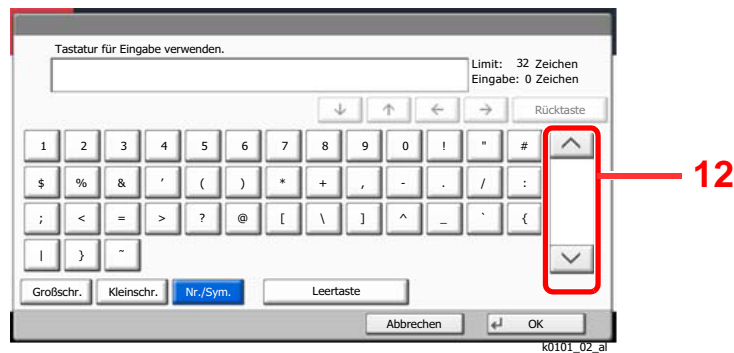 Tastatur für Eingabe verwenden.
Limit: 32 Zeichen
Eingabe: 0 Zeichen
↓ ↑ ← → Rücktaste
1 2 3 4 5 6 7 8 9 0 ! " #
$ % & ' ( ) * + , - . / :
; < = > ? @ [ \ ] ^ _ ` {
| } ~
12
Großschr. Kleinschr. Nr./Sym. Leertaste
Abbrechen OK
k0101_02_al